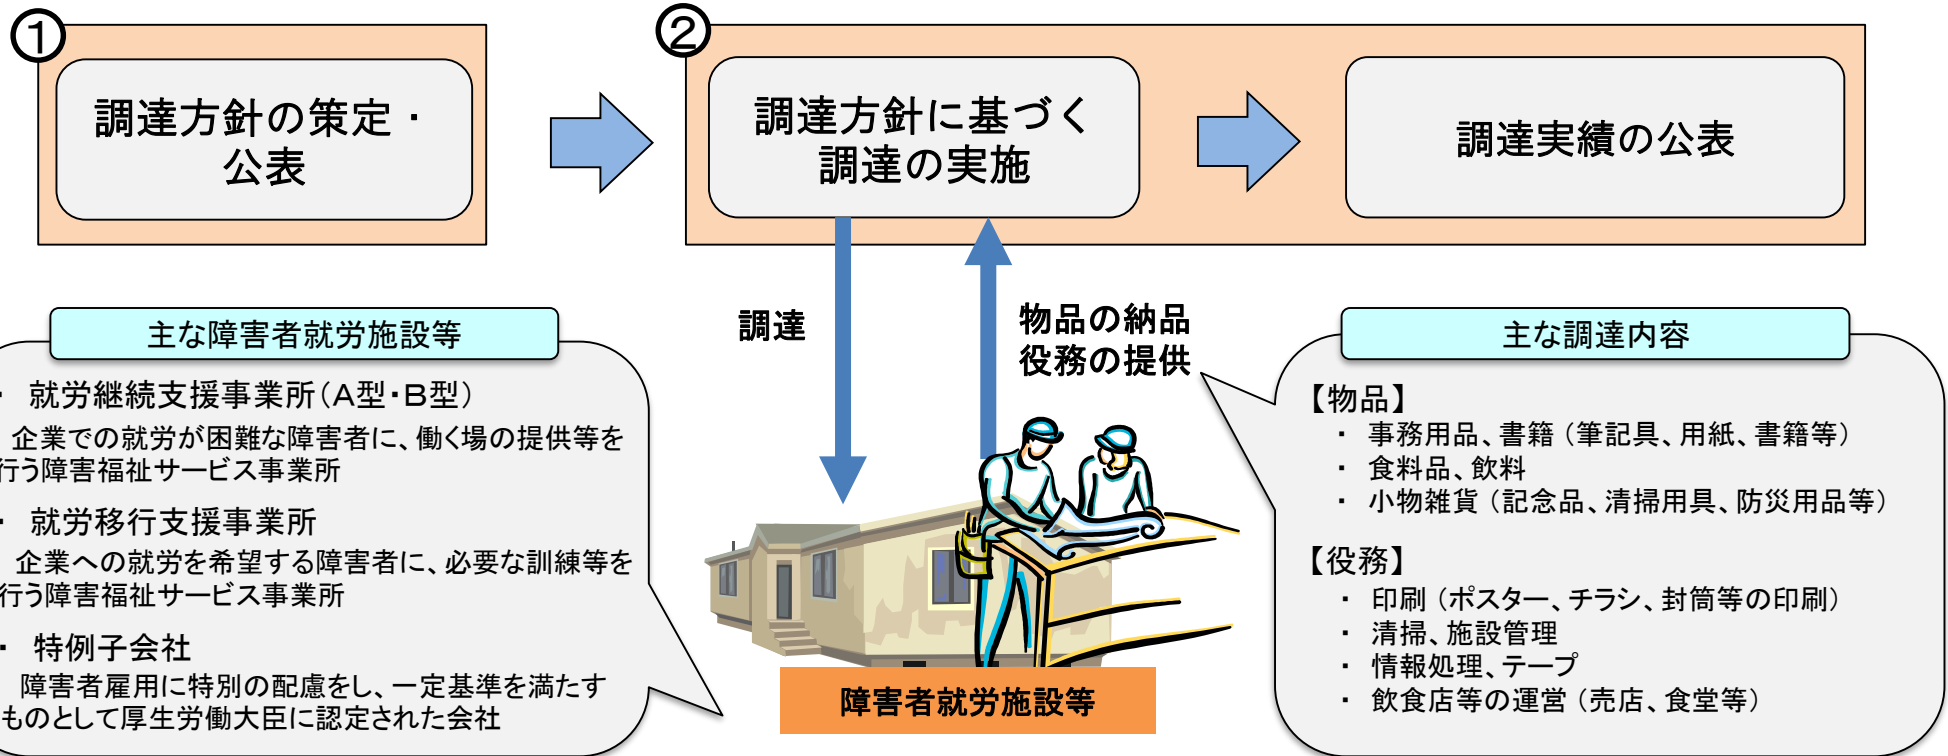 ①
調達方針の策定・
公表
②
調達方針に基づく
調達の実施
調達実績の公表
調達
物品の納品
役務の提供
主な障害者就労施設等
・ 就労継続支援事業所(A型・B型)
企業での就労が困難な障害者に、働く場の提供等を
行う障害福祉サービス事業所
・ 就労移行支援事業所
企業への就労を希望する障害者に、必要な訓練等を
行う障害福祉サービス事業所
・ 特例子会社
障害者雇用に特別の配慮をし、一定基準を満たす
ものとして厚生労働大臣に認定された会社
障害者就労施設等
主な調達内容
【物品】
・ 事務用品、書籍 (筆記具、用紙、書籍等)
・ 食料品、飲料
・ 小物雑貨 (記念品、清掃用具、防災用品等)
【役務】
・ 印刷 (ポスター、チラシ、封筒等の印刷)
・ 清掃、施設管理
・ 情報処理、テープ
・ 飲食店等の運営 (売店、食堂等)